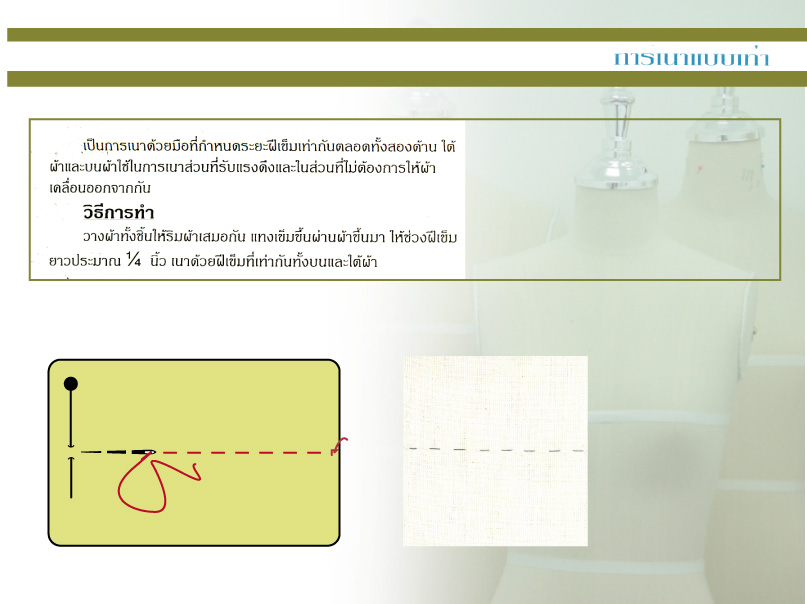 การเนาแบบเท่า
เป็นการเนาด้วยมือที่กำหนดระยะฝีเข็มเท่ากันตลอดทั้งสองด้าน ใต้
ผ้าและบนผ้าใช้ในการเนาส่วนที่รับแรงดึงและในส่วนที่ไม่ต้องการให้ผ้า
เคลื่อนออกจากกัน
วิธีการทำ
วางผ้าทั้งชิ้นให้ริมผ้าเสมอกัน แทงเข็มขึ้นผ่านผ้าขึ้นมา ให้ช่วงฝีเข็ม
ยาวประมาณ ¼ นิ้ว เนาด้วยฝีเข็มที่เท่ากันทั้งบนและใต้ผ้า